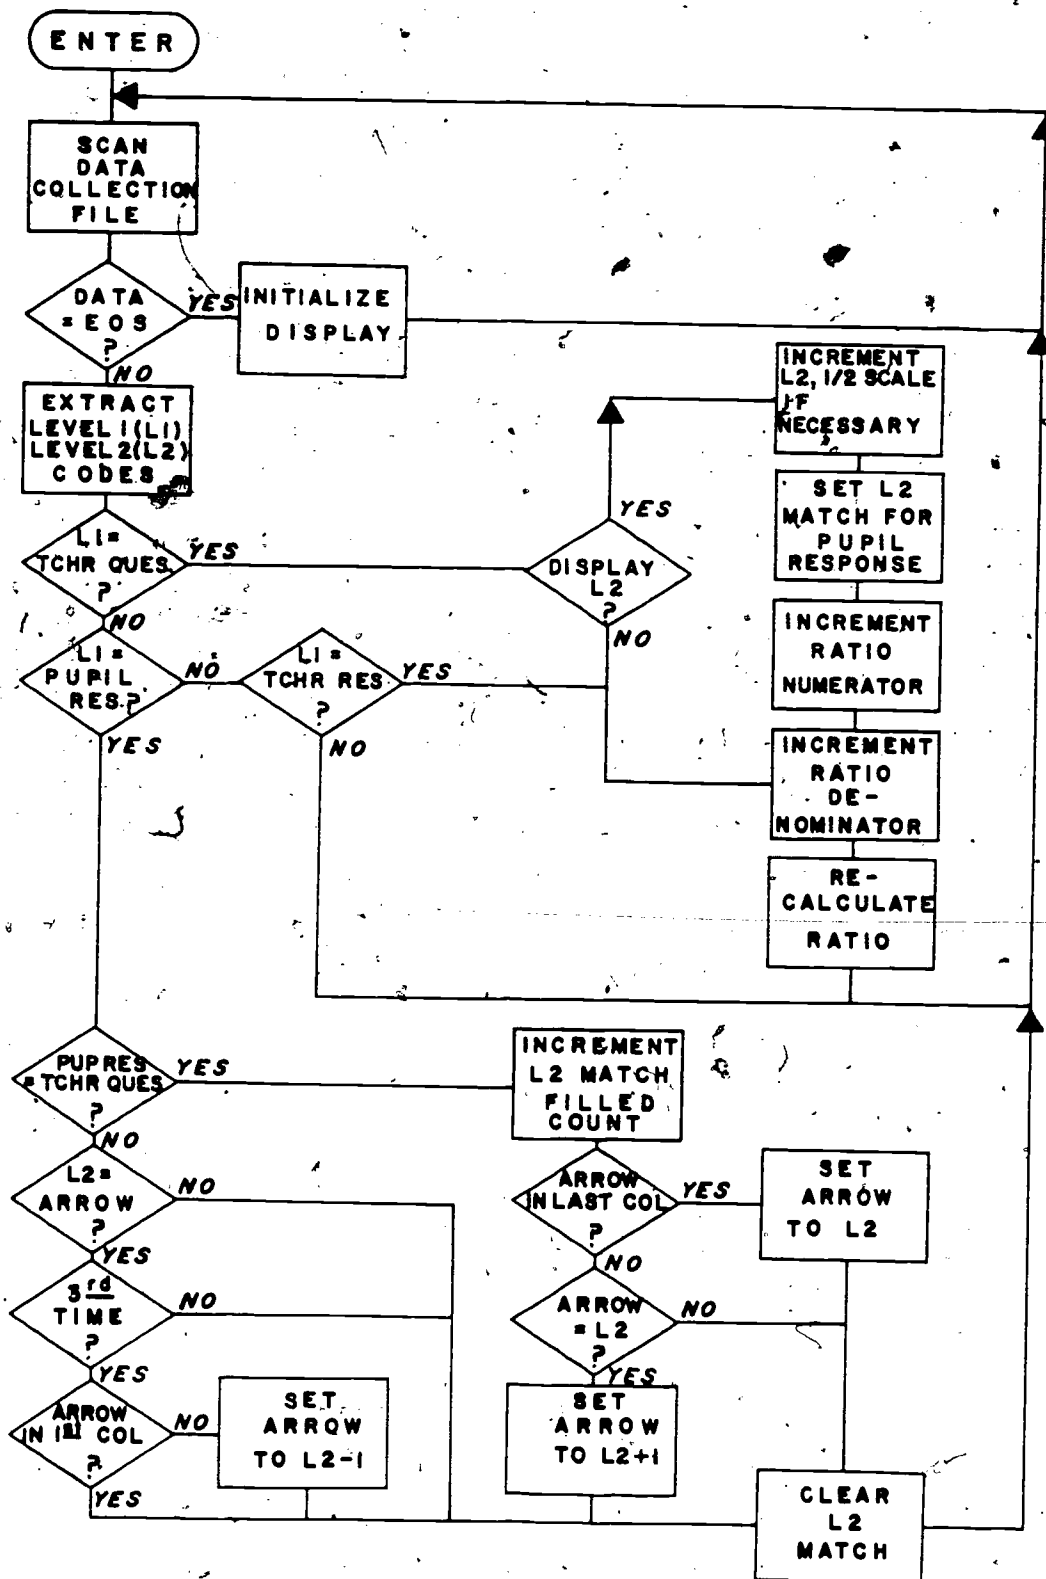 ENTER
SCAN
DATA
COLLECTION
FILE
DATA
= EOS
?
YES
INITIALIZE
DISPLAY
NO
EXTRACT
LEVEL 1(L1)
LEVEL 2(L2)
CODES
L1=
TCHR QUES.
?
YES
DISPLAY
L2
?
YES
INCREMENT
L2, 1/2 SCALE
IF
NECESSARY
SET L2
MATCH FOR
PUPIL
RESPONSE
INCREMENT
RATIO
NUMERATOR
NO
INCREMENT
RATIO
DE-
NOMINATOR
RE-
CALCULATE
RATIO
NO
L1=
PUPIL
RES.?
NO
L1=
TCHR RES
?
YES
NO
YES
PUPRES
=TCHR QUES
?
YES
INCREMENT
L2 MATCH
FILLED
COUNT
NO
L2=
ARROW
?
NO
YES
3rd
TIME
?
NO
YES
ARROW
IN 1st COL
?
NO
SET
ARROW
TO L2-1
YES
ARROW
IN LAST COL
?
YES
SET
ARROW
TO L2
NO
ARROW
=L2
?
NO
YES
SET
ARROW
TO L2+1
CLEAR
L2
MATCH